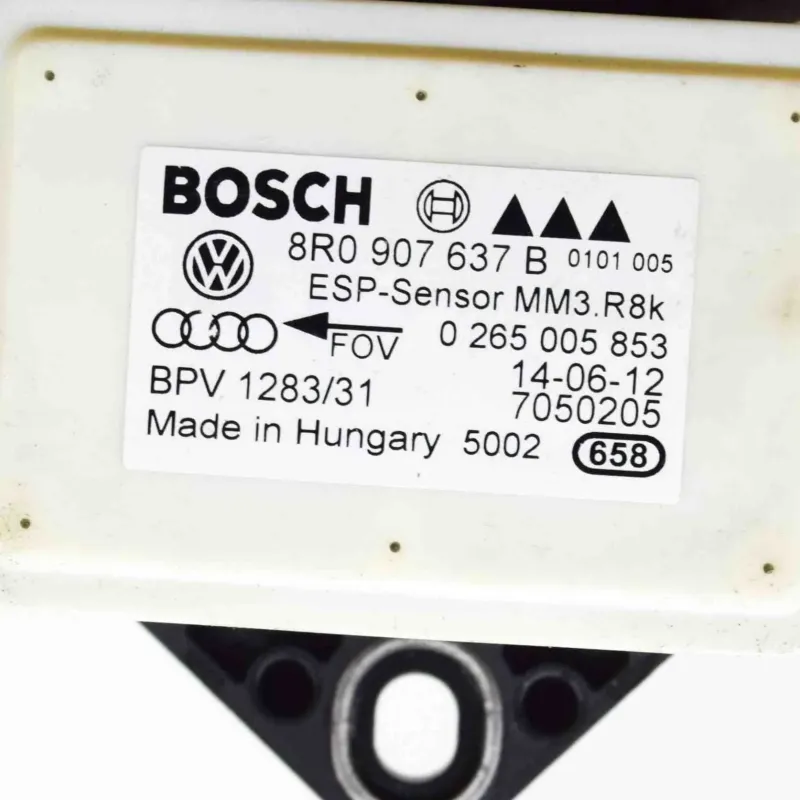 BOSCH
8R0 907 637 B 0101 005
ESP-Sensor MM3.R8k
FOV 0 265 005 853
BPV 1283/31 14-06-12
7050205
Made in Hungary 5002 658